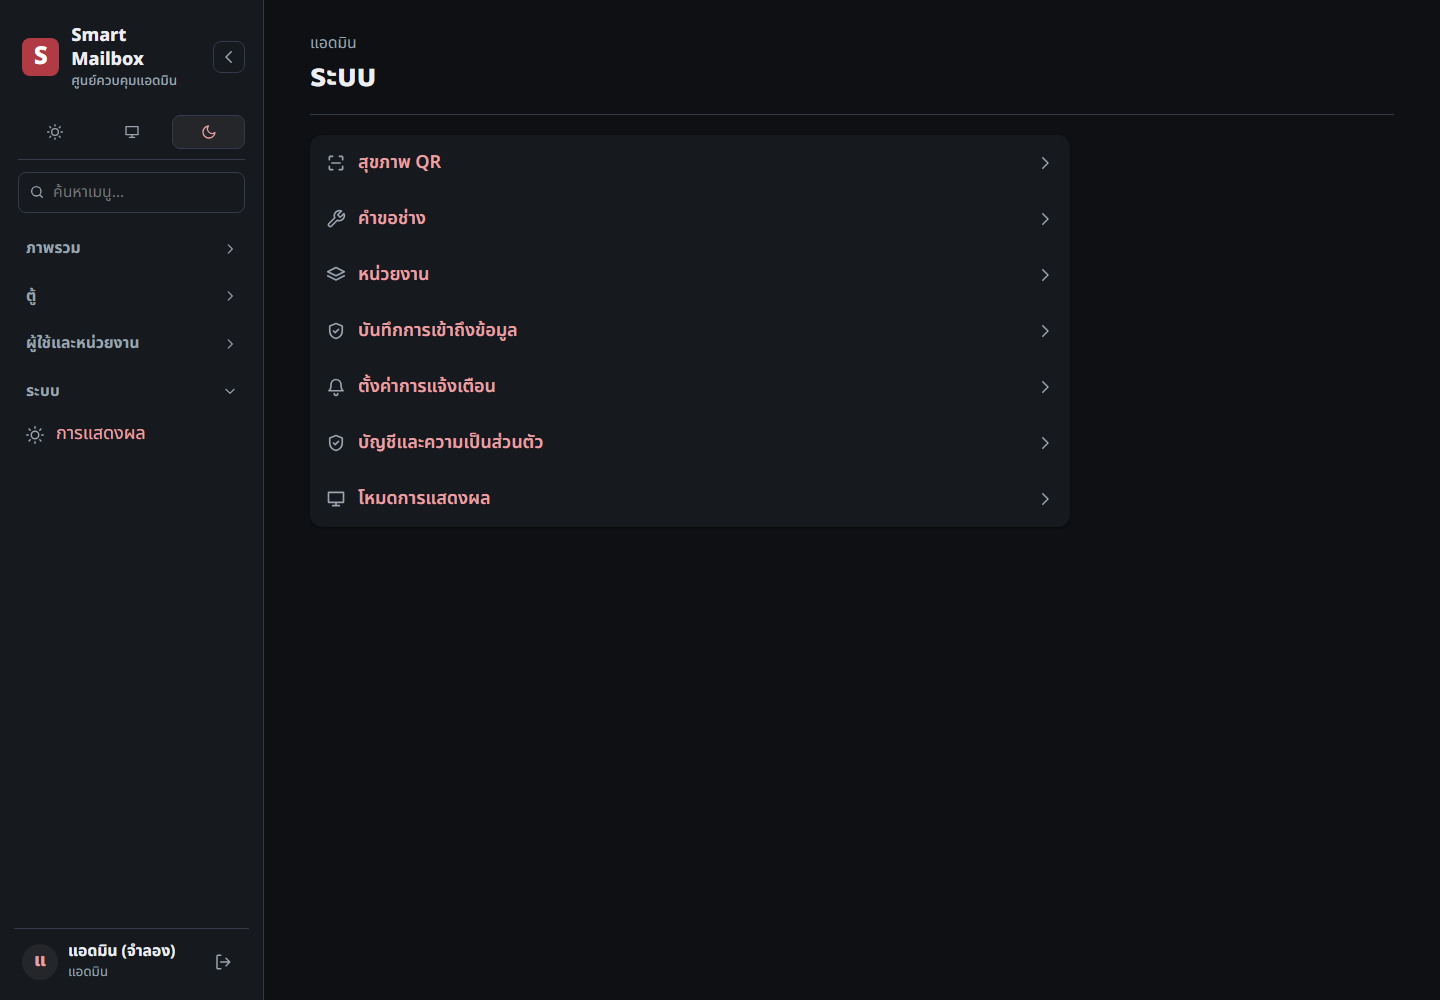 S
Smart
Mailbox
ศูนย์ควบคุมแอดมิน
ค้นหาเมนู...
ภาพรวม
ตู้
ผู้ใช้และหน่วยงาน
ระบบ
การแสดงผล
แ
แอดมิน (จำลอง)
แอดมิน
แอดมิน
ระบบ
สุขภาพ QR
คำขอช่าง
หน่วยงาน
บันทึกการเข้าถึงข้อมูล
ตั้งค่าการแจ้งเตือน
บัญชีและความเป็นส่วนตัว
โหมดการแสดงผล